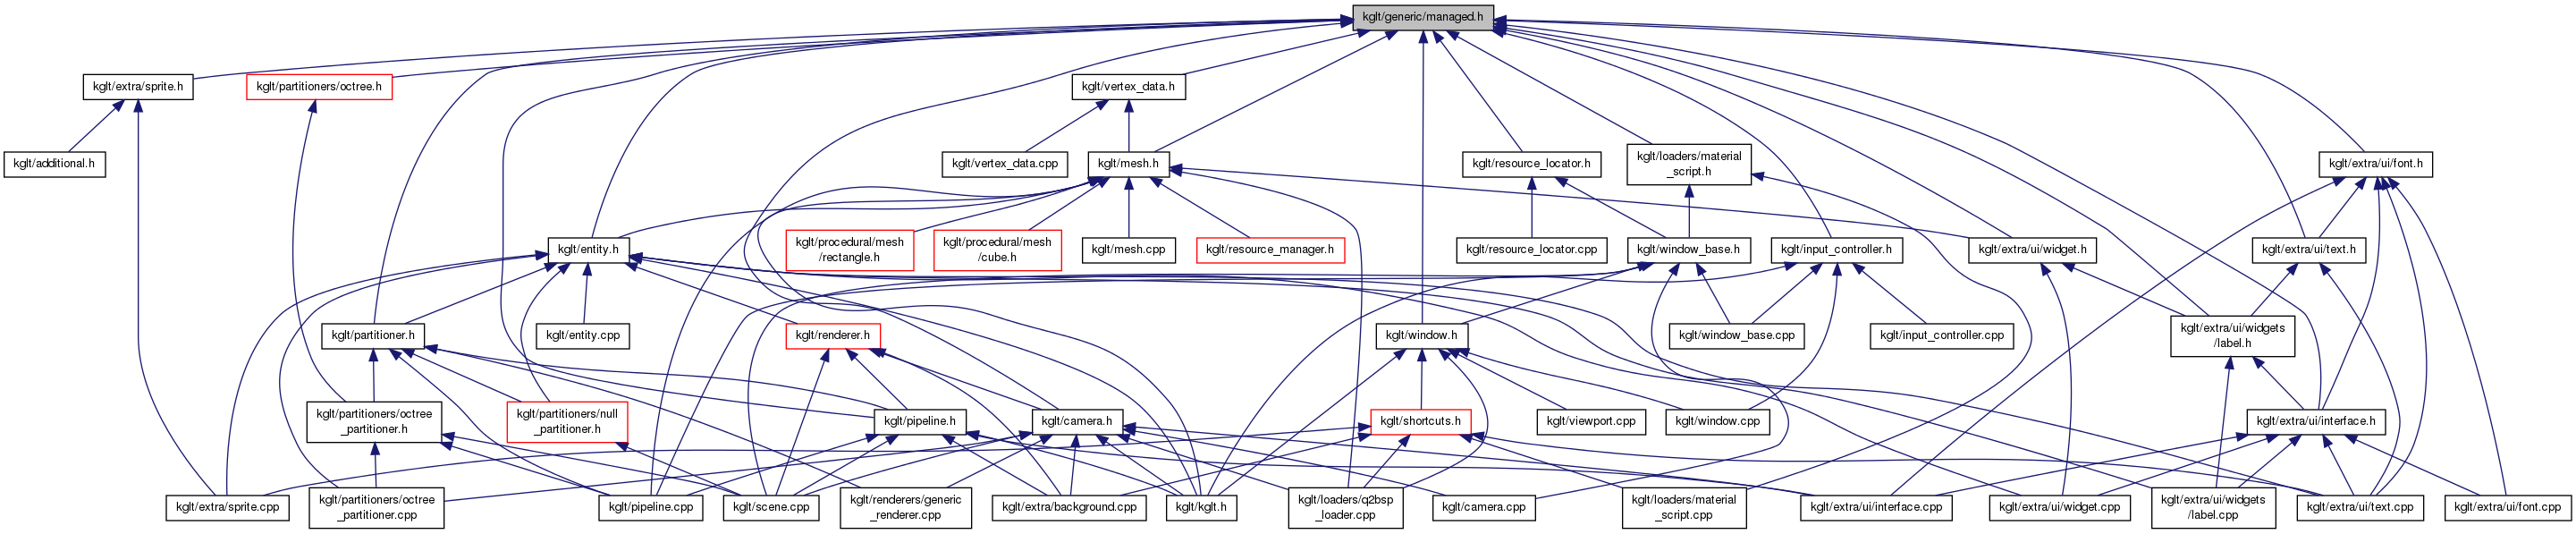 kglt/generic/managed.h
kglt/extra/sprite.h
kglt/partitioners/octree.h
kglt/vertex_data.h
kglt/additional.h
kglt/vertex_data.cpp
kglt/mesh.h
kglt/resource_locator.h
kglt/loaders/material
_script.h
kglt/extra/ui/font.h
kglt/entity.h
kglt/procedural/mesh
/rectangle.h
kglt/procedural/mesh
/cube.h
kglt/mesh.cpp
kglt/resource_manager.h
kglt/resource_locator.cpp
kglt/window_base.h
kglt/input_controller.h
kglt/extra/ui/widget.h
kglt/extra/ui/text.h
kglt/partitioner.h
kglt/entity.cpp
kglt/renderer.h
kglt/window.h
kglt/window_base.cpp
kglt/input_controller.cpp
kglt/extra/ui/widgets
/label.h
kglt/partitioners/octree
_partitioner.h
kglt/partitioners/null
_partitioner.h
kglt/pipeline.h
kglt/camera.h
kglt/shortcuts.h
kglt/viewport.cpp
kglt/window.cpp
kglt/extra/ui/interface.h
kglt/extra/sprite.cpp
kglt/partitioners/octree
_partitioner.cpp
kglt/pipeline.cpp
kglt/scene.cpp
kglt/renderers/generic
_renderer.cpp
kglt/extra/background.cpp
kglt/kglt.h
kglt/loaders/q2bsp
_loader.cpp
kglt/camera.cpp
kglt/loaders/material
_script.cpp
kglt/extra/ui/interface.cpp
kglt/extra/ui/widget.cpp
kglt/extra/ui/widgets
/label.cpp
kglt/extra/ui/text.cpp
kglt/extra/ui/font.cpp